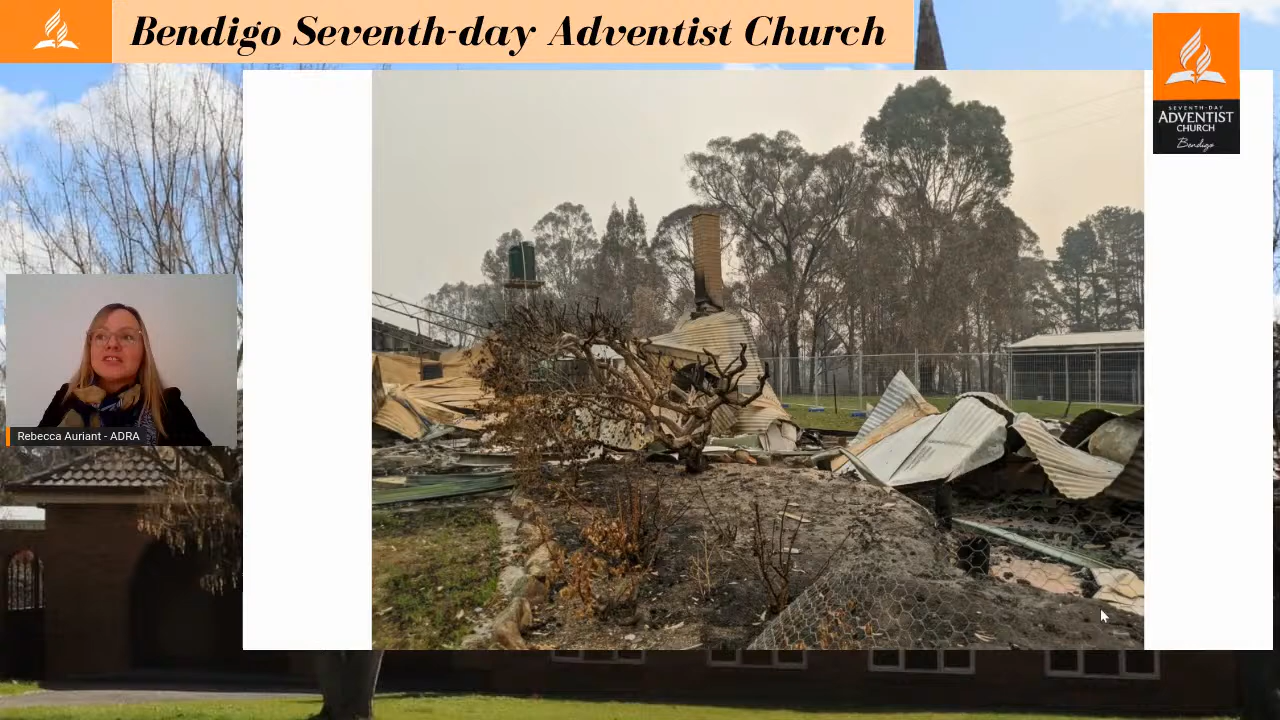 Bendigo Seventh-day Adventist Church
SEVENTH-DAY
ADVENTIST
CHURCH
Bendigo
Rebecca Auriant - ADRA